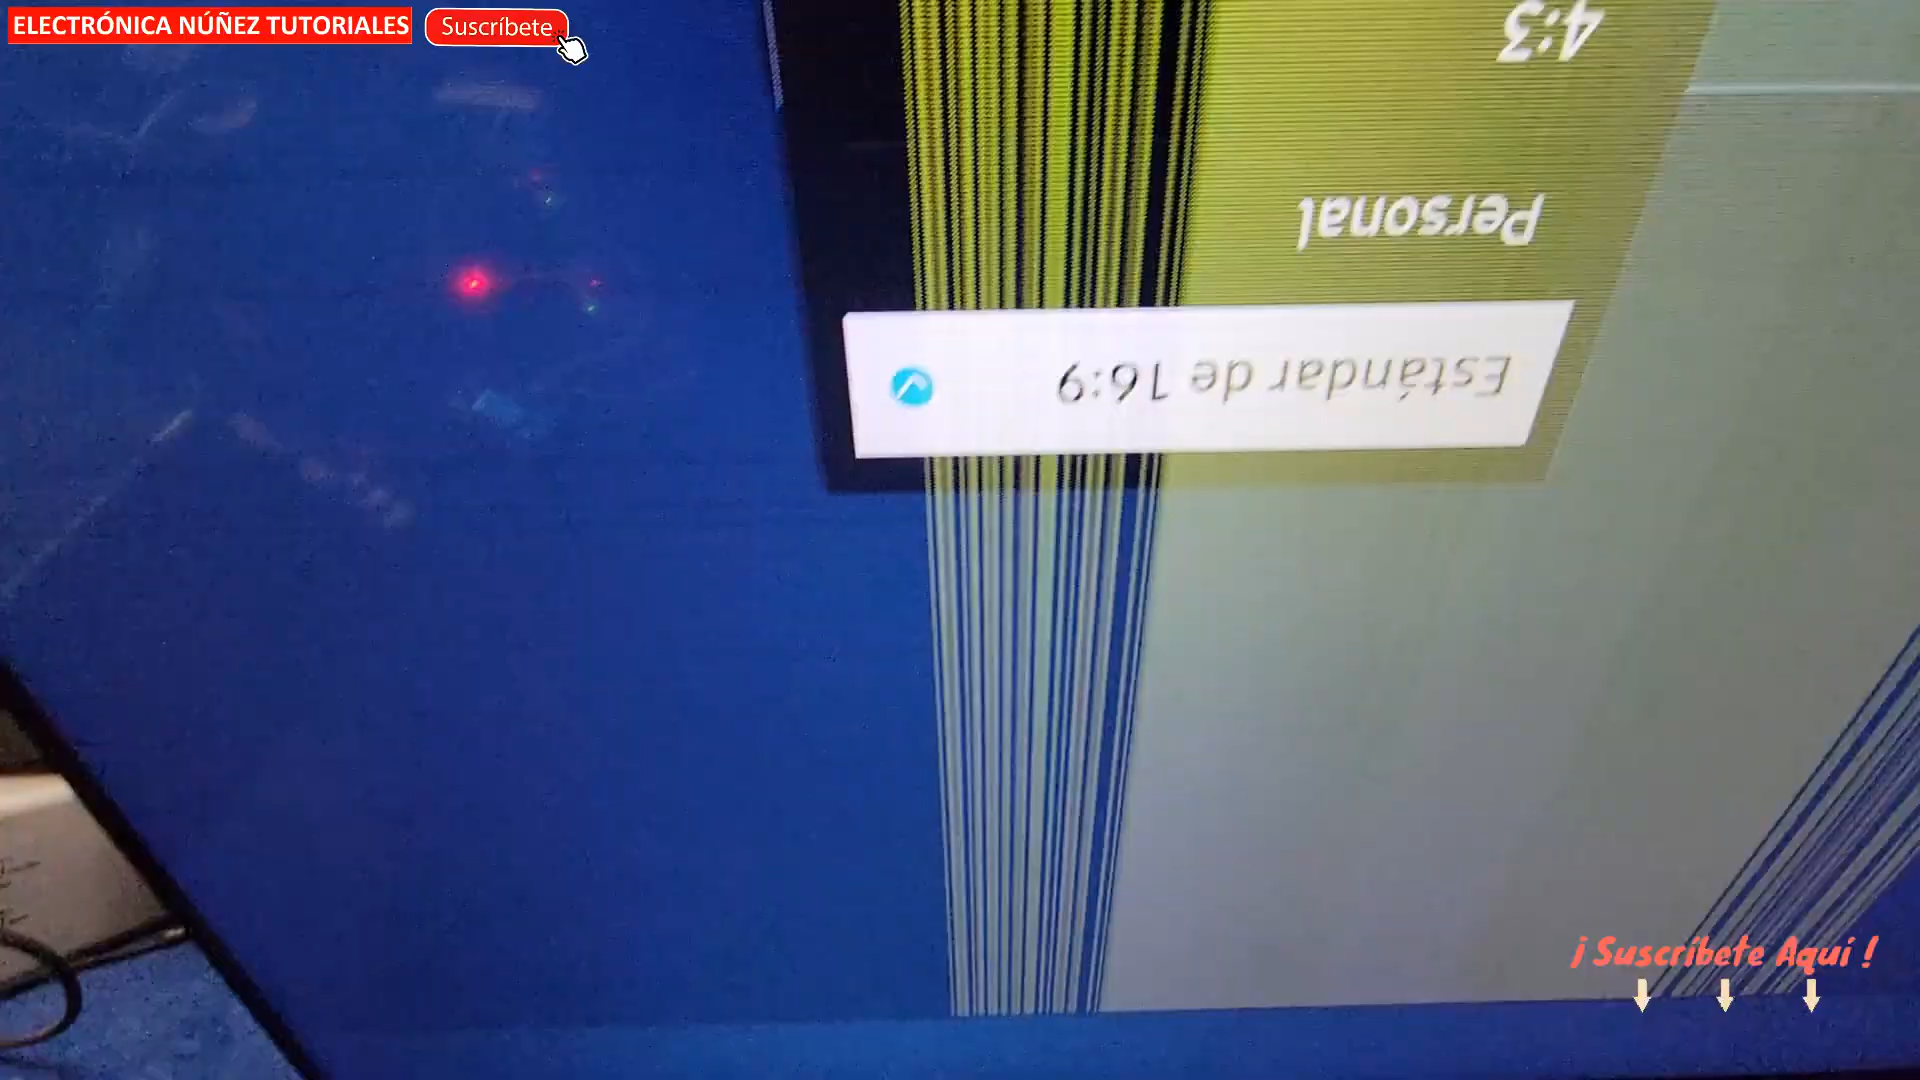 ELECTRÓNICA NÚÑEZ TUTORIALES
Suscríbete
4:3
Personal
Estándar de 16:9
¡ Suscríbete Aquí !